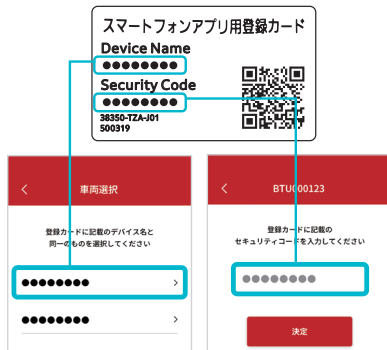 スマートフォンアプリ用登録カード
Device Name
●●●●●●●●
Security Code
●●●●●●●●
38350-TZA-J01
500319
車両選択
登録カードに記載のデバイス名と
同一のものを選択してください
●●●●●●●●
●●●●●●●●
BTU000123
登録カードに記載の
セキュリティコードを入力してください
●●●●●●●●
決定